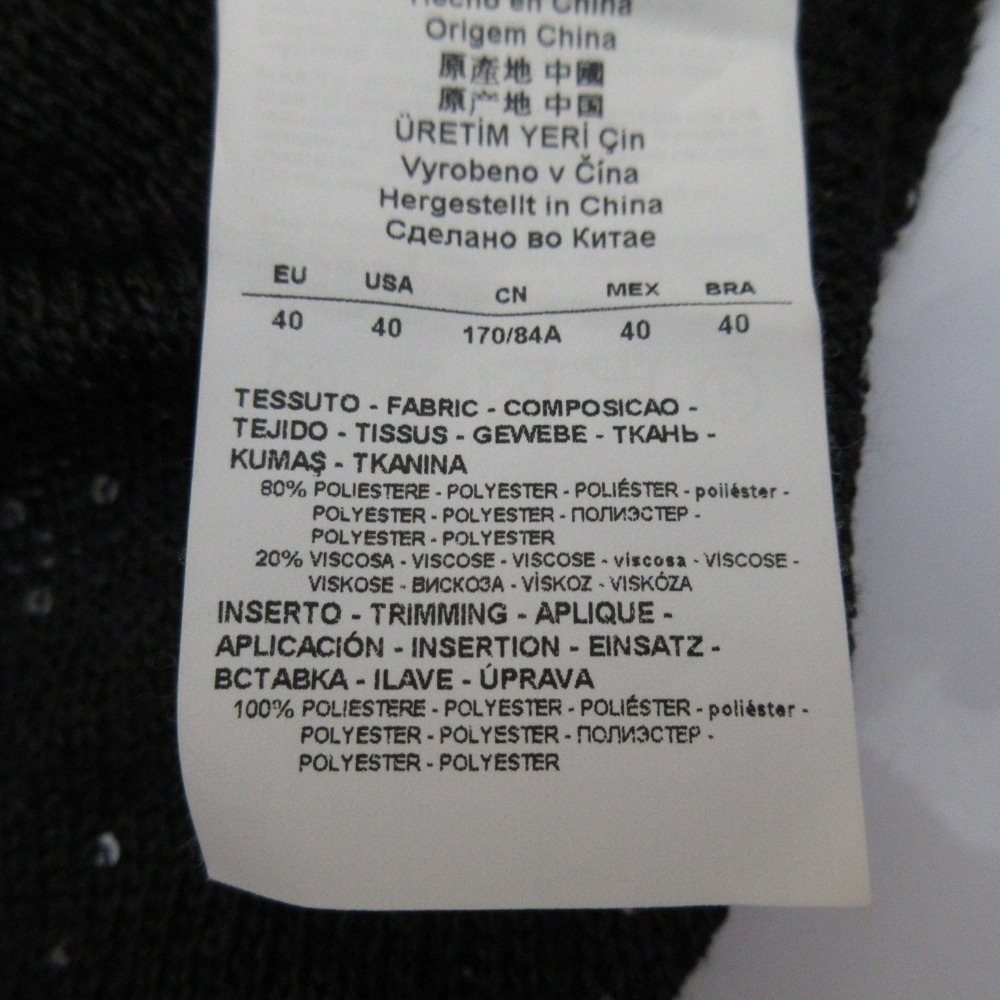 Hecho en China
Origem China
原產地 中國
原产地 中国
ÜRETİM YERİ Çin
Vyrobeno v Čína
Hergestellt in China
Сделано во Китае
EU USA CN MEX BRA
40 40 170/84A 40 40
TESSUTO - FABRIC - COMPOSICAO -
TEJIDO - TISSUS - GEWEBE - ТКАНЬ -
KUMAŞ - TKANINA
80% POLIESTERE - POLYESTER - POLIÉSTER - poliéster -
POLYESTER - POLYESTER - ПОЛИЭСТЕР -
POLYESTER - POLYESTER
20% VISCOSA - VISCOSE - VISCOSE - viscosa - VISCOSE -
VISKOSE - ВИСКОЗА - VİSKOZ - VISKÓZA
INSERTO - TRIMMING - APLIQUE -
APLICACIÓN - INSERTION - EINSATZ -
ВСТАВКА - ILAVE - ÚPRAVA
100% POLIESTERE - POLYESTER - POLIÉSTER - poliéster -
POLYESTER - POLYESTER - ПОЛИЭСТЕР -
POLYESTER - POLYESTER